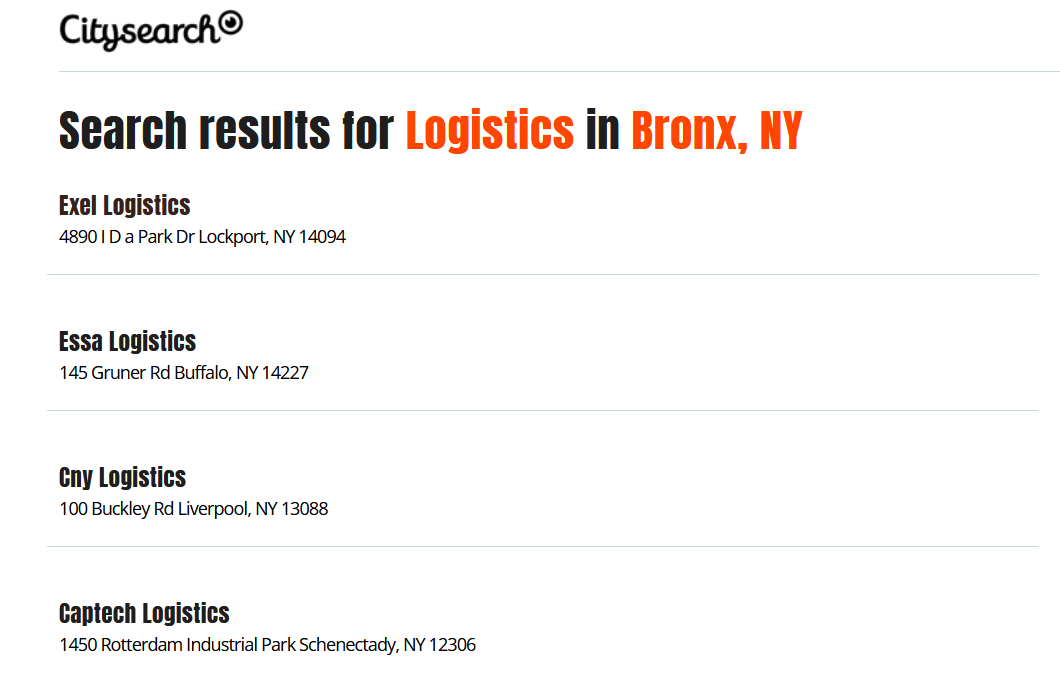 Citysearch
Search results for Logistics in Bronx, NY
Exel Logistics
4890 I D a Park Dr Lockport, NY 14094
Essa Logistics
145 Gruner Rd Buffalo, NY 14227
Cny Logistics
100 Buckley Rd Liverpool, NY 13088
Captech Logistics
1450 Rotterdam Industrial Park Schenectady, NY 12306